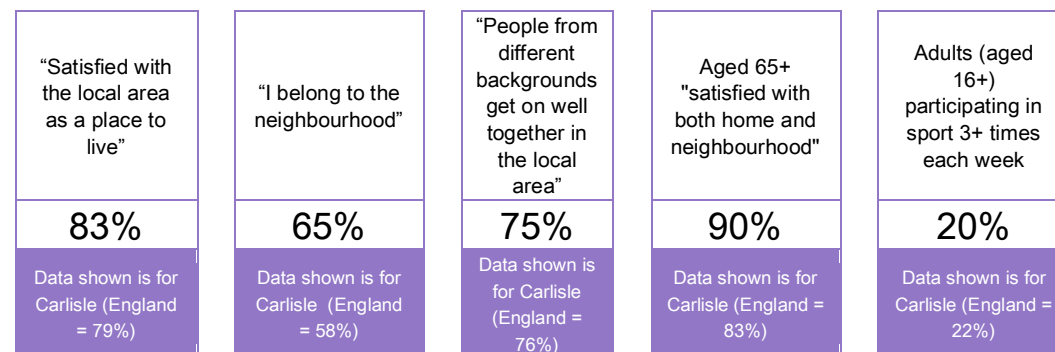 “Satisfied with
the local area
as a place to
live”
83%
Data shown is for
Carlisle (England
= 79%)
“I belong to the
neighbourhood”
65%
Data shown is for
Carlisle  (England
= 58%)
“People from
different
backgrounds
get on well
together in
the local
area”
75%
Data shown is
for Carlisle
(England =
76%)
Aged 65+
"satisfied with
both home and
neighbourhood"
90%
Data shown is for
Carlisle (England =
83%)
Adults (aged
16+)
participating in
sport 3+ times
each week
20%
Data shown is for
Carlisle (England =
22%)